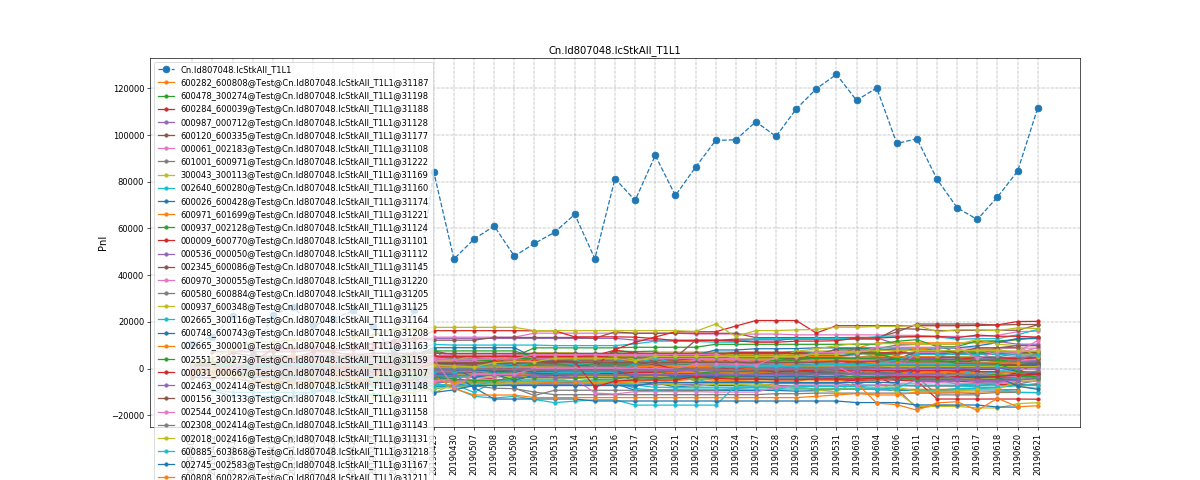 Cn.Id807048.IcStkAll_T1L1
Cn.Id807048.IcStkAll_T1L1
600282_600808@Test@Cn.Id807048.IcStkAll_T1L1@31187
600478_300274@Test@Cn.Id807048.IcStkAll_T1L1@31198
600284_600039@Test@Cn.Id807048.IcStkAll_T1L1@31188
000987_000712@Test@Cn.Id807048.IcStkAll_T1L1@31128
600120_600335@Test@Cn.Id807048.IcStkAll_T1L1@31177
000061_002183@Test@Cn.Id807048.IcStkAll_T1L1@31108
601001_600971@Test@Cn.Id807048.IcStkAll_T1L1@31222
300043_300113@Test@Cn.Id807048.IcStkAll_T1L1@31169
002640_600280@Test@Cn.Id807048.IcStkAll_T1L1@31160
600026_600428@Test@Cn.Id807048.IcStkAll_T1L1@31174
600971_601699@Test@Cn.Id807048.IcStkAll_T1L1@31221
000937_002128@Test@Cn.Id807048.IcStkAll_T1L1@31124
000009_600770@Test@Cn.Id807048.IcStkAll_T1L1@31101
000536_000050@Test@Cn.Id807048.IcStkAll_T1L1@31112
002345_600086@Test@Cn.Id807048.IcStkAll_T1L1@31145
600970_300055@Test@Cn.Id807048.IcStkAll_T1L1@31220
600580_600884@Test@Cn.Id807048.IcStkAll_T1L1@31205
000937_600348@Test@Cn.Id807048.IcStkAll_T1L1@31125
002665_300116@Test@Cn.Id807048.IcStkAll_T1L1@31164
600748_600743@Test@Cn.Id807048.IcStkAll_T1L1@31208
002665_300001@Test@Cn.Id807048.IcStkAll_T1L1@31163
002551_300273@Test@Cn.Id807048.IcStkAll_T1L1@31159
000031_000667@Test@Cn.Id807048.IcStkAll_T1L1@31107
002463_002414@Test@Cn.Id807048.IcStkAll_T1L1@31148
000156_300133@Test@Cn.Id807048.IcStkAll_T1L1@31111
002544_002410@Test@Cn.Id807048.IcStkAll_T1L1@31158
002308_002414@Test@Cn.Id807048.IcStkAll_T1L1@31143
002018_002416@Test@Cn.Id807048.IcStkAll_T1L1@31131
600885_603868@Test@Cn.Id807048.IcStkAll_T1L1@31218
002745_002583@Test@Cn.Id807048.IcStkAll_T1L1@31167
600808_600282@Test@Cn.Id807048.IcStkAll_T1L1@31211
Pnl
120000
100000
80000
60000
40000
20000
0
−20000
20190430
20190507
20190508
20190509
20190510
20190513
20190514
20190515
20190516
20190517
20190520
20190521
20190522
20190523
20190524
20190527
20190528
20190529
20190530
20190531
20190603
20190604
20190606
20190611
20190612
20190613
20190617
20190618
20190620
20190621